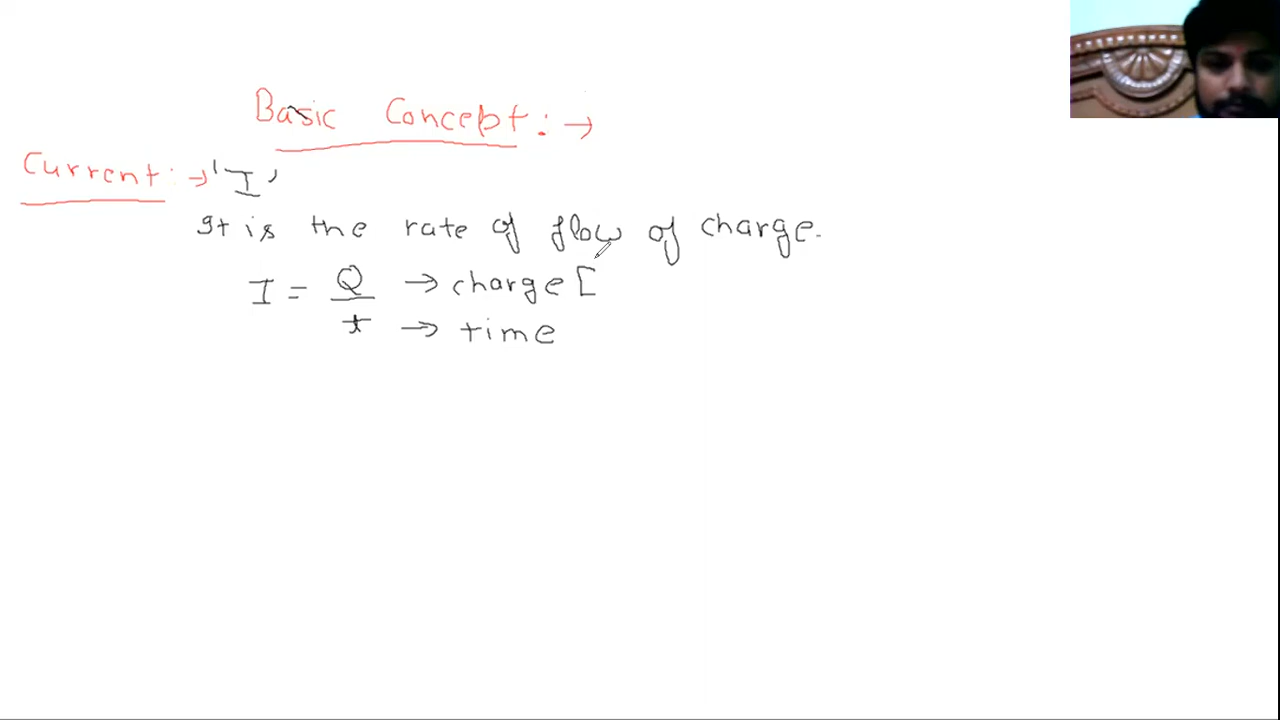 Basic Concept : →
Current : → 'I'
It is the rate of flow of charge.
I = Q/t → charge [
→ time